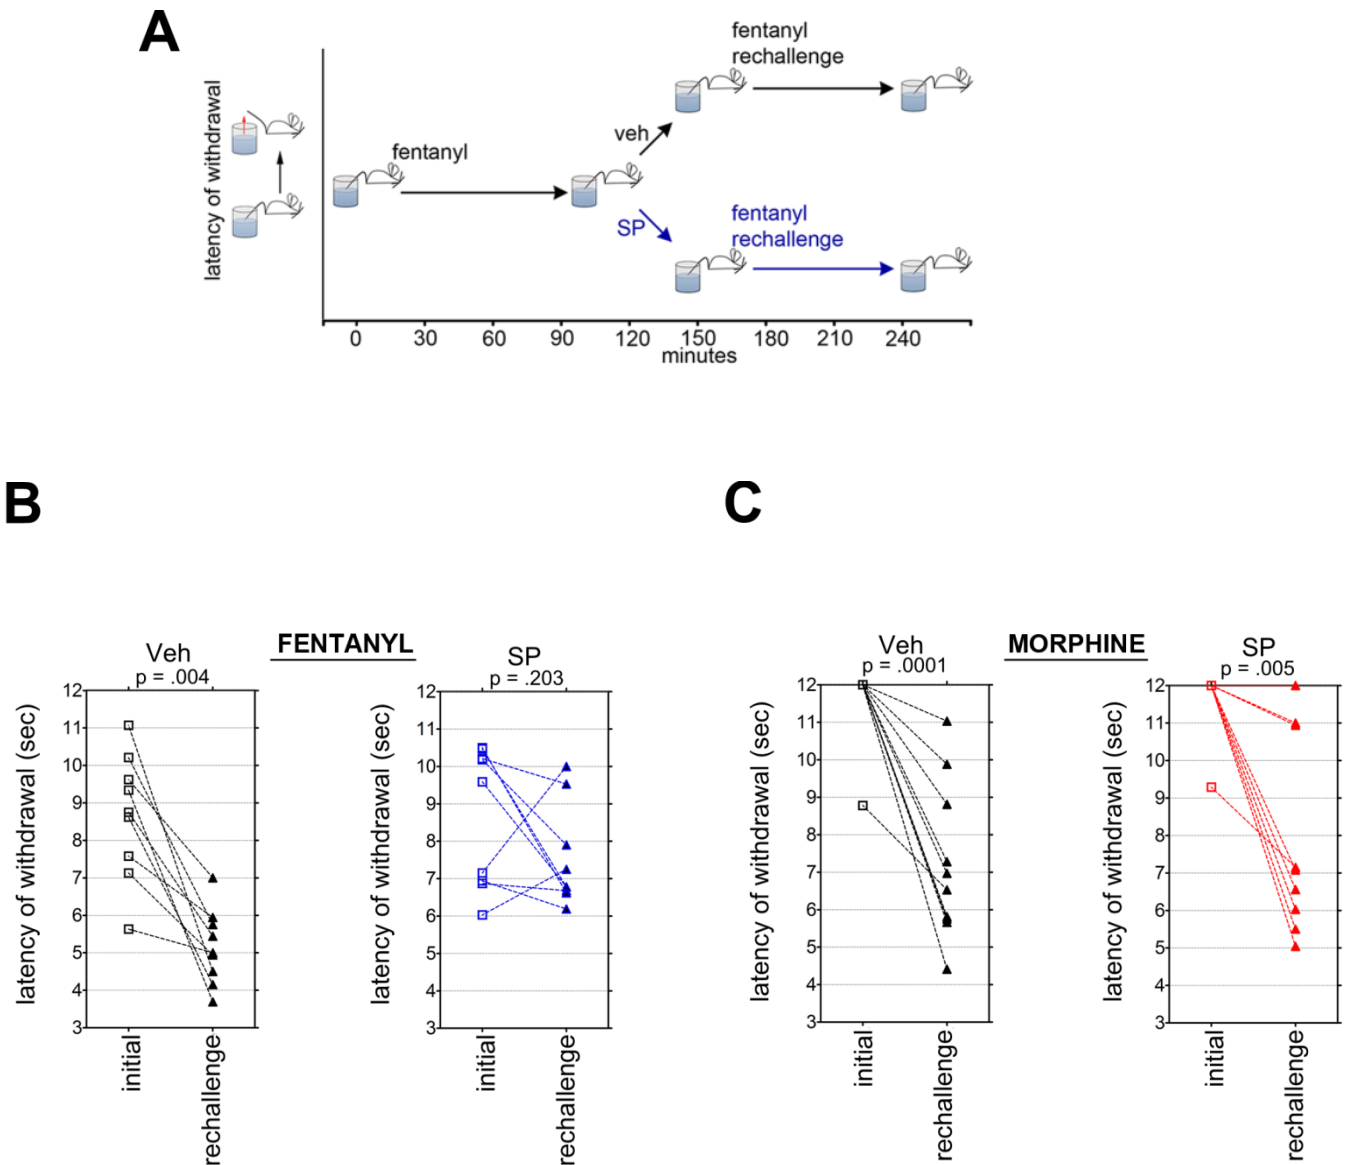 A
latency of withdrawal
fentanyl
veh
fentanyl
rechallenge
SP
fentanyl
rechallenge
0 30 60 90 120 150 180 210 240
minutes
B
FENTANYL
Veh
p = .004
latency of withdrawal (sec)
12
11
10
9
8
7
6
5
4
3
initial
rechallenge
SP
p = .203
latency of withdrawal (sec)
12
11
10
9
8
7
6
5
4
3
initial
rechallenge
C
MORPHINE
Veh
p = .0001
latency of withdrawal (sec)
12
11
10
9
8
7
6
5
4
3
initial
rechallenge
SP
p = .005
latency of withdrawal (sec)
12
11
10
9
8
7
6
5
4
3
initial
rechallenge